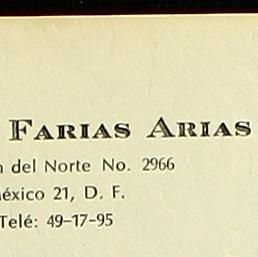 FARIAS ARIAS
n del Norte No. 2966
éxico 21, D. F.
Telé: 49-17-95